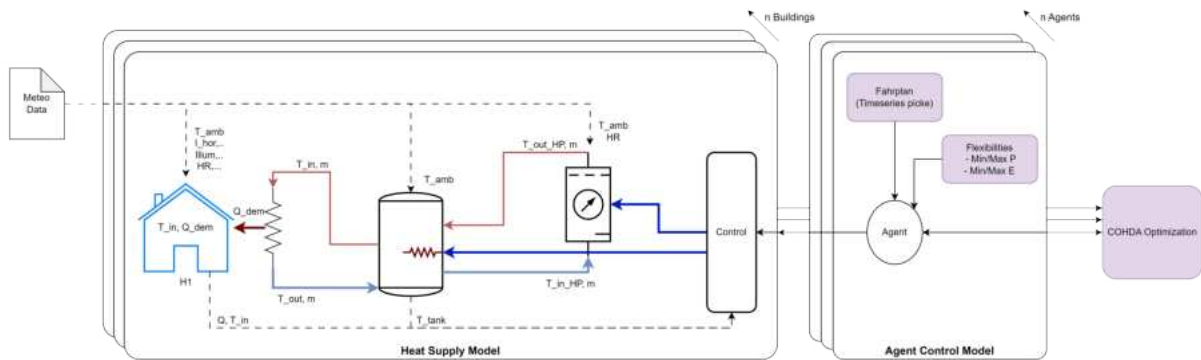 n Buildings
n Agents
Meteo
Data
T_amb
I_hor,..
Illum,..
HR,...
T_in, m
T_amb
T_out_HP, m
T_amb
HR
Q_dem
T_in, Q_dem
H1
T_out, m
T_in_HP, m
Q, T_in
T_tank
Control
Heat Supply Model
Fahrplan
(Timeseries picke)
Flexibilities
- Min/Max P
- Min/Max E
Agent
Agent Control Model
COHDA Optimization